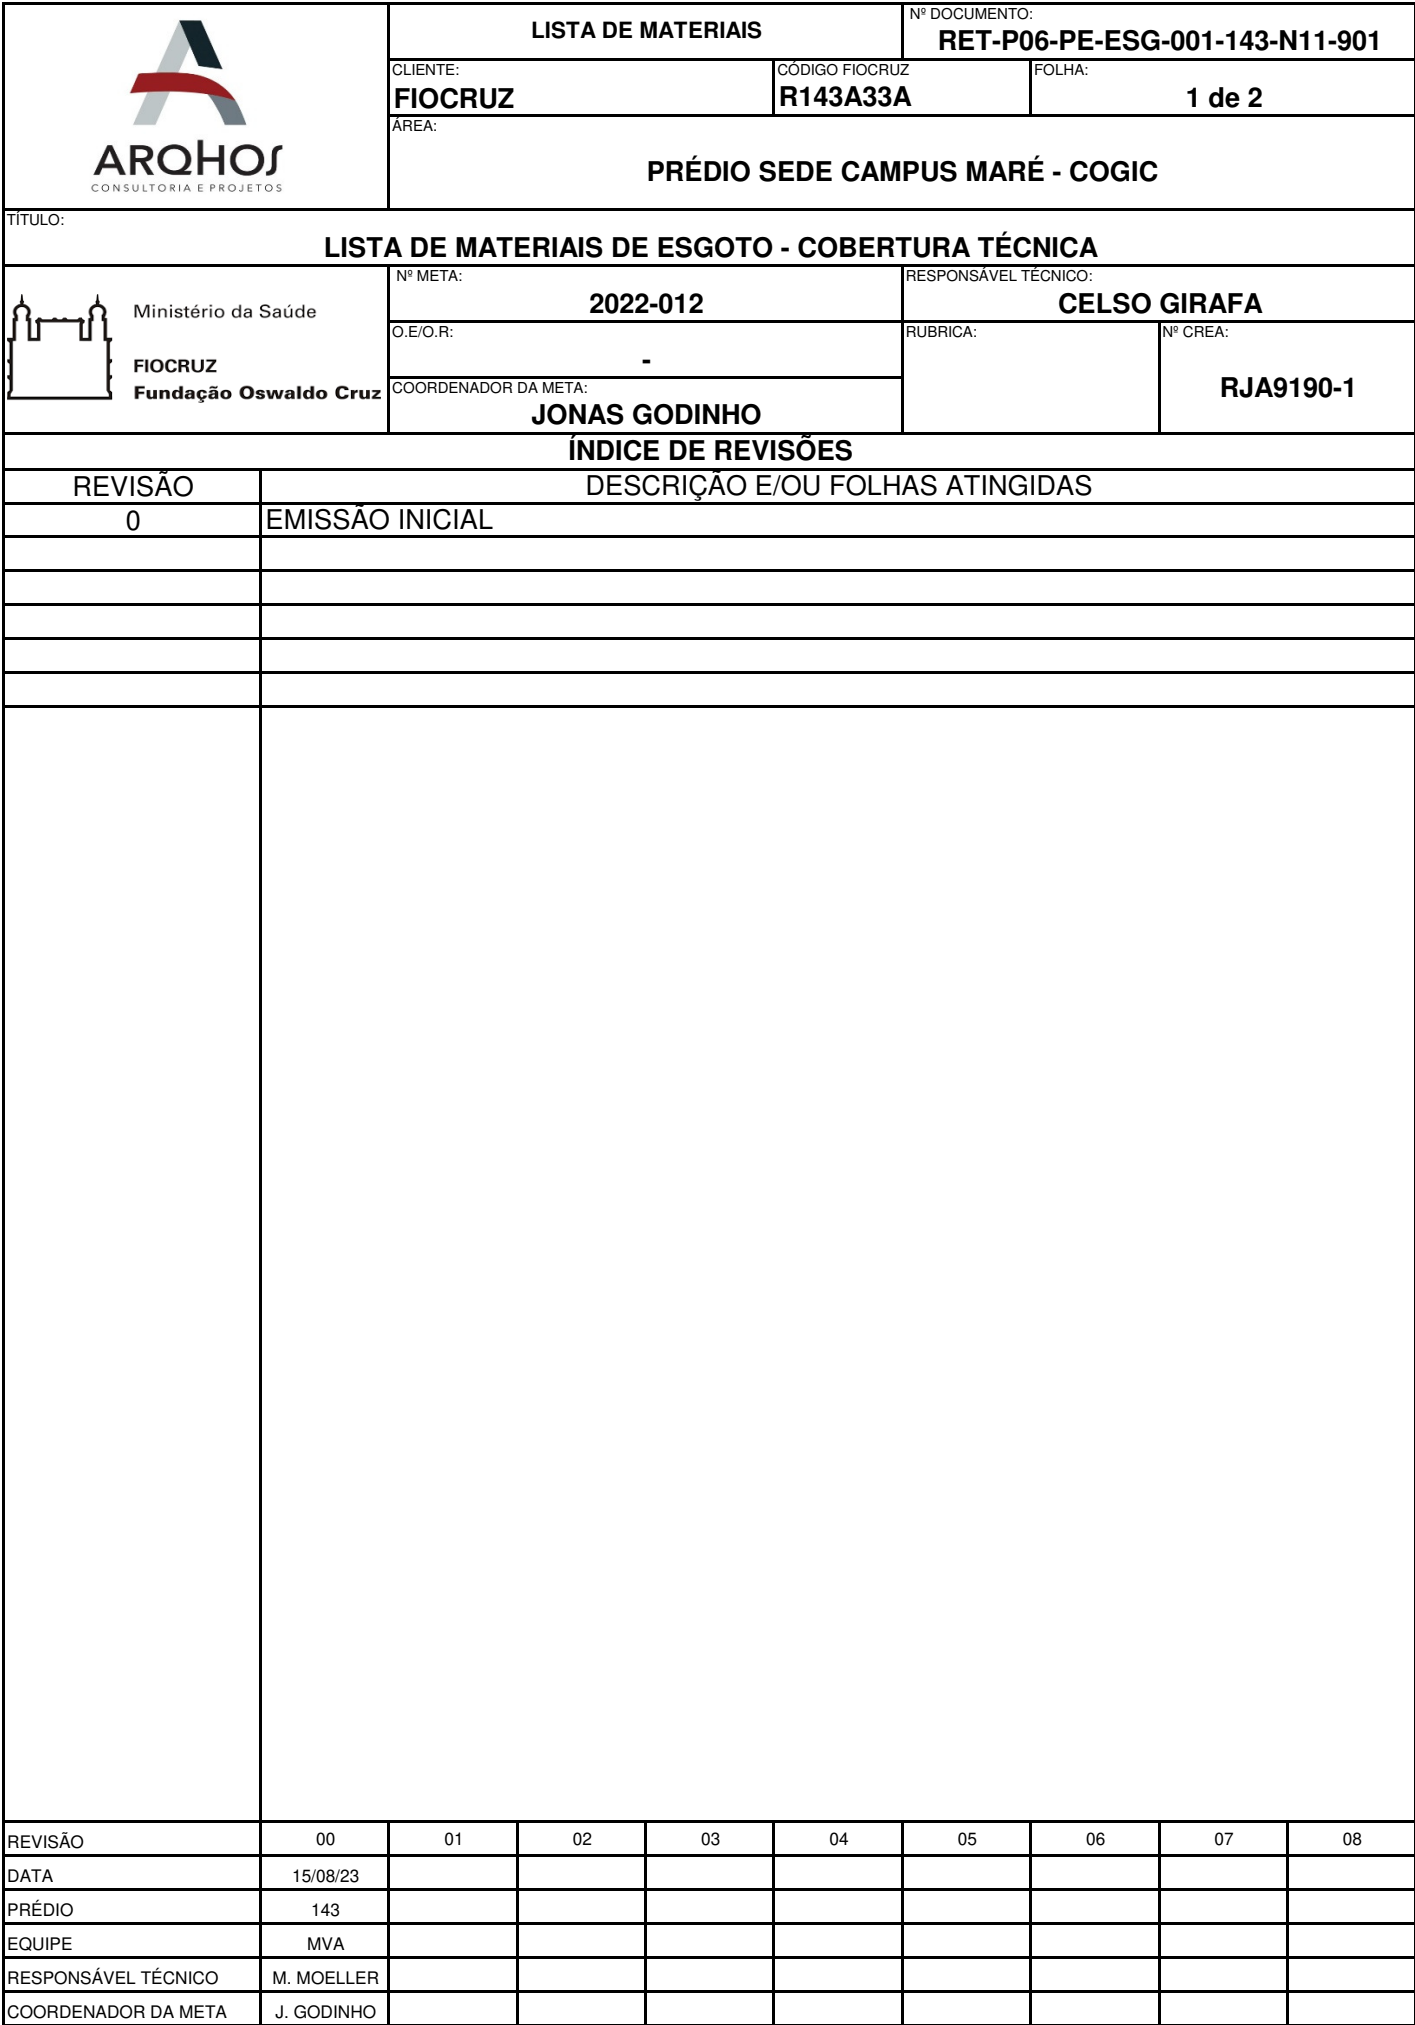 ARQHOS
CONSULTORIA E PROJETOS
LISTA DE MATERIAIS
Nº DOCUMENTO:
RET-P06-PE-ESG-001-143-N11-901
CLIENTE:
FIOCRUZ
CÓDIGO FIOCRUZ
R143A33A
FOLHA:
1 de 2
ÁREA:
PRÉDIO SEDE CAMPUS MARÉ - COGIC
TÍTULO:
LISTA DE MATERIAIS DE ESGOTO - COBERTURA TÉCNICA
Ministério da Saúde
FIOCRUZ
Fundação Oswaldo Cruz
Nº META:
2022-012
RESPONSÁVEL TÉCNICO:
CELSO GIRAFA
O.E/O.R:
-
RUBRICA:
Nº CREA:
RJA9190-1
COORDENADOR DA META:
JONAS GODINHO
ÍNDICE DE REVISÕES
REVISÃO DESCRIÇÃO E/OU FOLHAS ATINGIDAS
0 EMISSÃO INICIAL
REVISÃO 00 01 02 03 04 05 06 07 08
DATA 15/08/23
PRÉDIO 143
EQUIPE MVA
RESPONSÁVEL TÉCNICO M. MOELLER
COORDENADOR DA META J. GODINHO